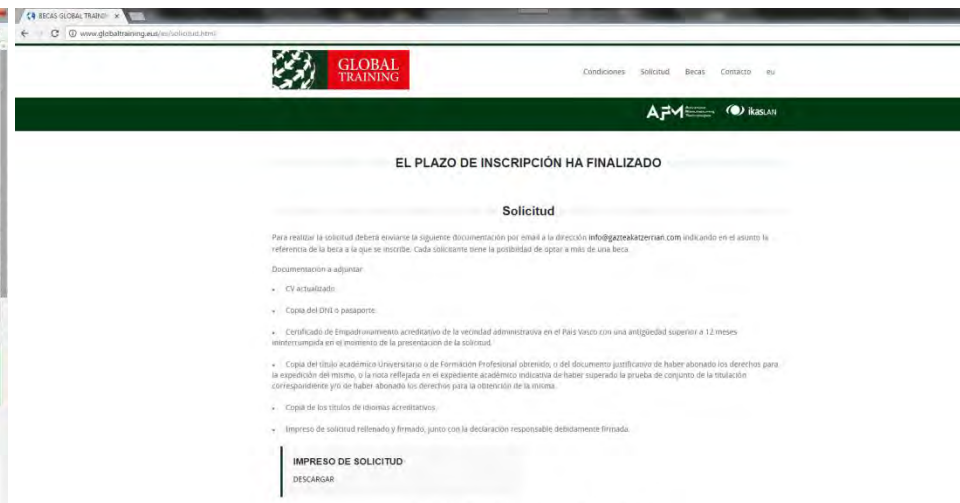 BECAS GLOBAL TRAINING
www.globaltraining.eus/es/solicitud.html
GLOBAL
TRAINING
Condiciones Solicitud Becas Contacto eu
AFM ikasLAN
EL PLAZO DE INSCRIPCIÓN HA FINALIZADO
Solicitud
Para realizar la solicitud deberá enviarse la siguiente documentación por email a la dirección info@gazteakatzerrian.com indicando en el asunto la
referencia de la beca a la que se inscribe. Cada solicitante tiene la posibilidad de optar a más de una beca.
Documentación a adjuntar
• CV actualizado.
• Copia del DNI o pasaporte.
• Certificado de Empadronamiento acreditativo de la vecindad administrativa en el País Vasco con una antigüedad superior a 12 meses
ininterrumpida en el momento de la presentación de la solicitud.
• Copia del título académico Universitario o de Formación Profesional obtenido, o del documento justificativo de haber abonado los derechos para
la expedición del mismo, o la nota reflejada en el expediente académico indicativa de haber superado la prueba de conjunto de la titulación
correspondiente y/o de haber abonado los derechos para la obtención de la misma.
• Copia de los títulos de idiomas acreditativos.
• Impreso de solicitud rellenado y firmado, junto con la declaración responsable debidamente firmada.
IMPRESO DE SOLICITUD
DESCARGAR